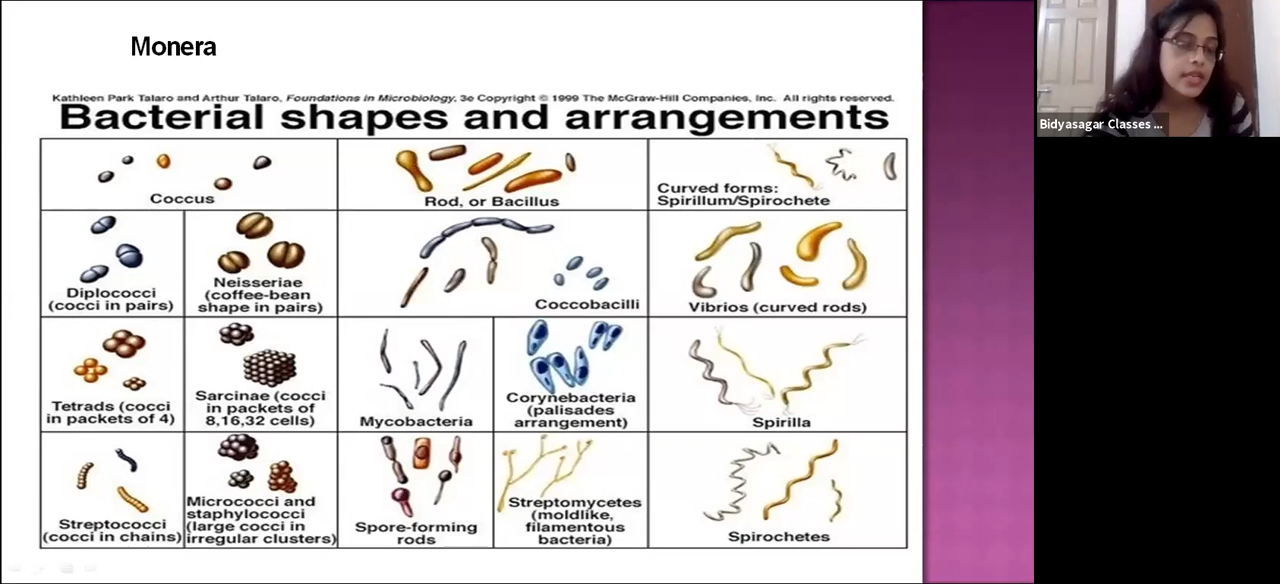 Monera
Kathleen Park Talaro and Arthur Talaro, Foundations in Microbiology, 3e Copyright © 1999 The McGraw-Hill Companies, Inc. All rights reserved.
Bacterial shapes and arrangements
Coccus
Rod, or Bacillus
Curved forms:
Spirillum/Spirochete
Diplococci
(cocci in pairs)
Neisseriae
(coffee-bean
shape in pairs)
Coccobacilli
Vibrios (curved rods)
Tetrads (cocci
in packets of 4)
Sarcinae (cocci
in packets of
8,16,32 cells)
Mycobacteria
Corynebacteria
(palisades
arrangement)
Spirilla
Streptococci
(cocci in chains)
Micrococci and
staphylococci
(large cocci in
irregular clusters)
Spore-forming
rods
Streptomycetes
(moldlike,
filamentous
bacteria)
Spirochetes
Bidyasagar Classes ...